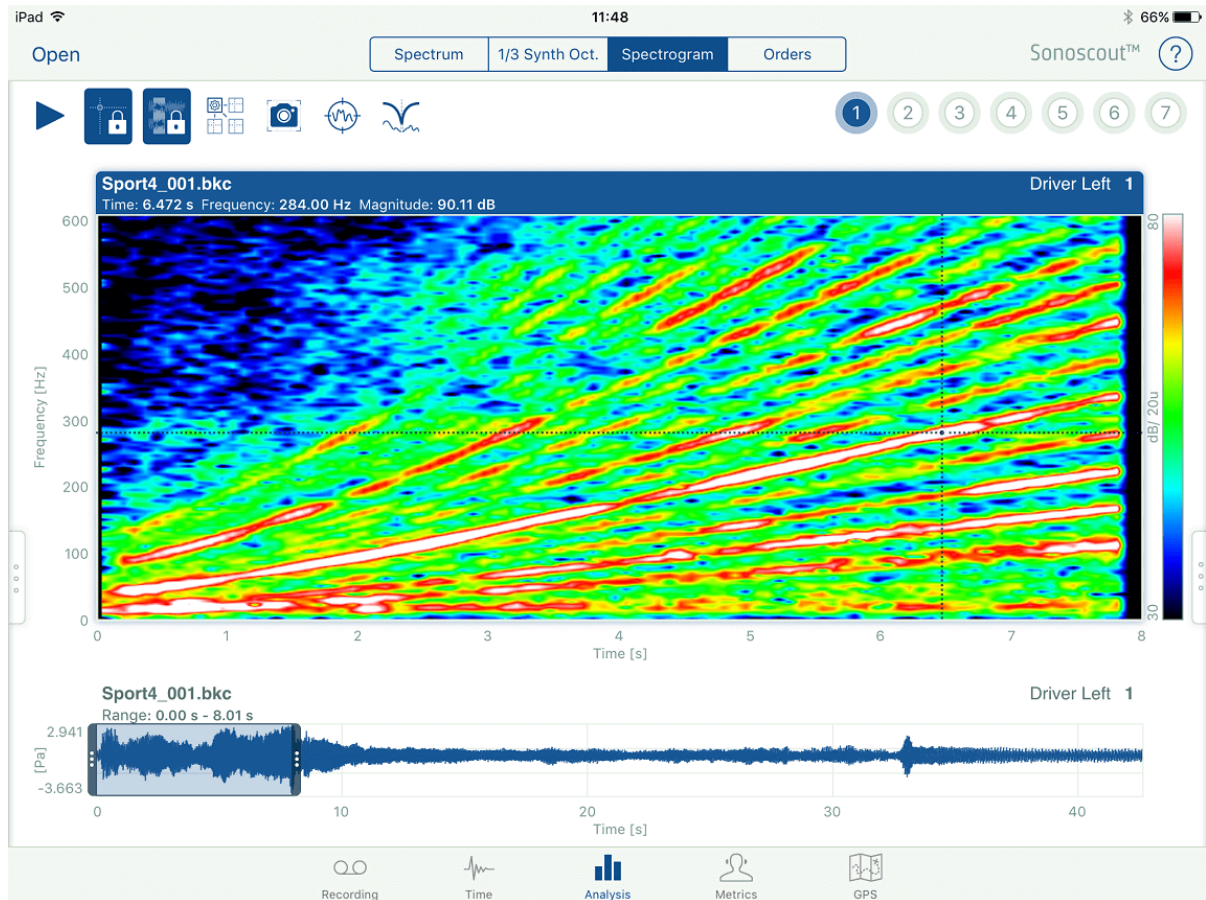 iPad 11:48 66%
Open Spectrum 1/3 Synth Oct. Spectrogram Orders Sonoscout™ ?
1 2 3 4 5 6 7
Sport4_001.bkc Driver Left 1
Time: 6.472 s Frequency: 284.00 Hz Magnitude: 90.11 dB
600
500
400
300
200
100
0
Frequency [Hz]
80
dB/ 20u
30
0 1 2 3 4 5 6 7 8
Time [s]
Sport4_001.bkc Driver Left 1
Range: 0.00 s - 8.01 s
2.941
[Pa]
-3.663
0 10 20 30 40
Time [s]
Recording Time Analysis Metrics GPS